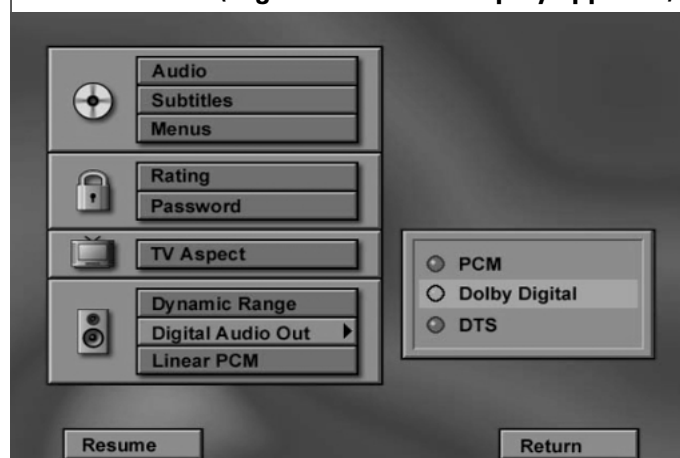 Audio
Subtitles
Menus
Rating
Password
TV Aspect
Dynamic Range
Digital Audio Out
Linear PCM
PCM
Dolby Digital
DTS
Resume
Return